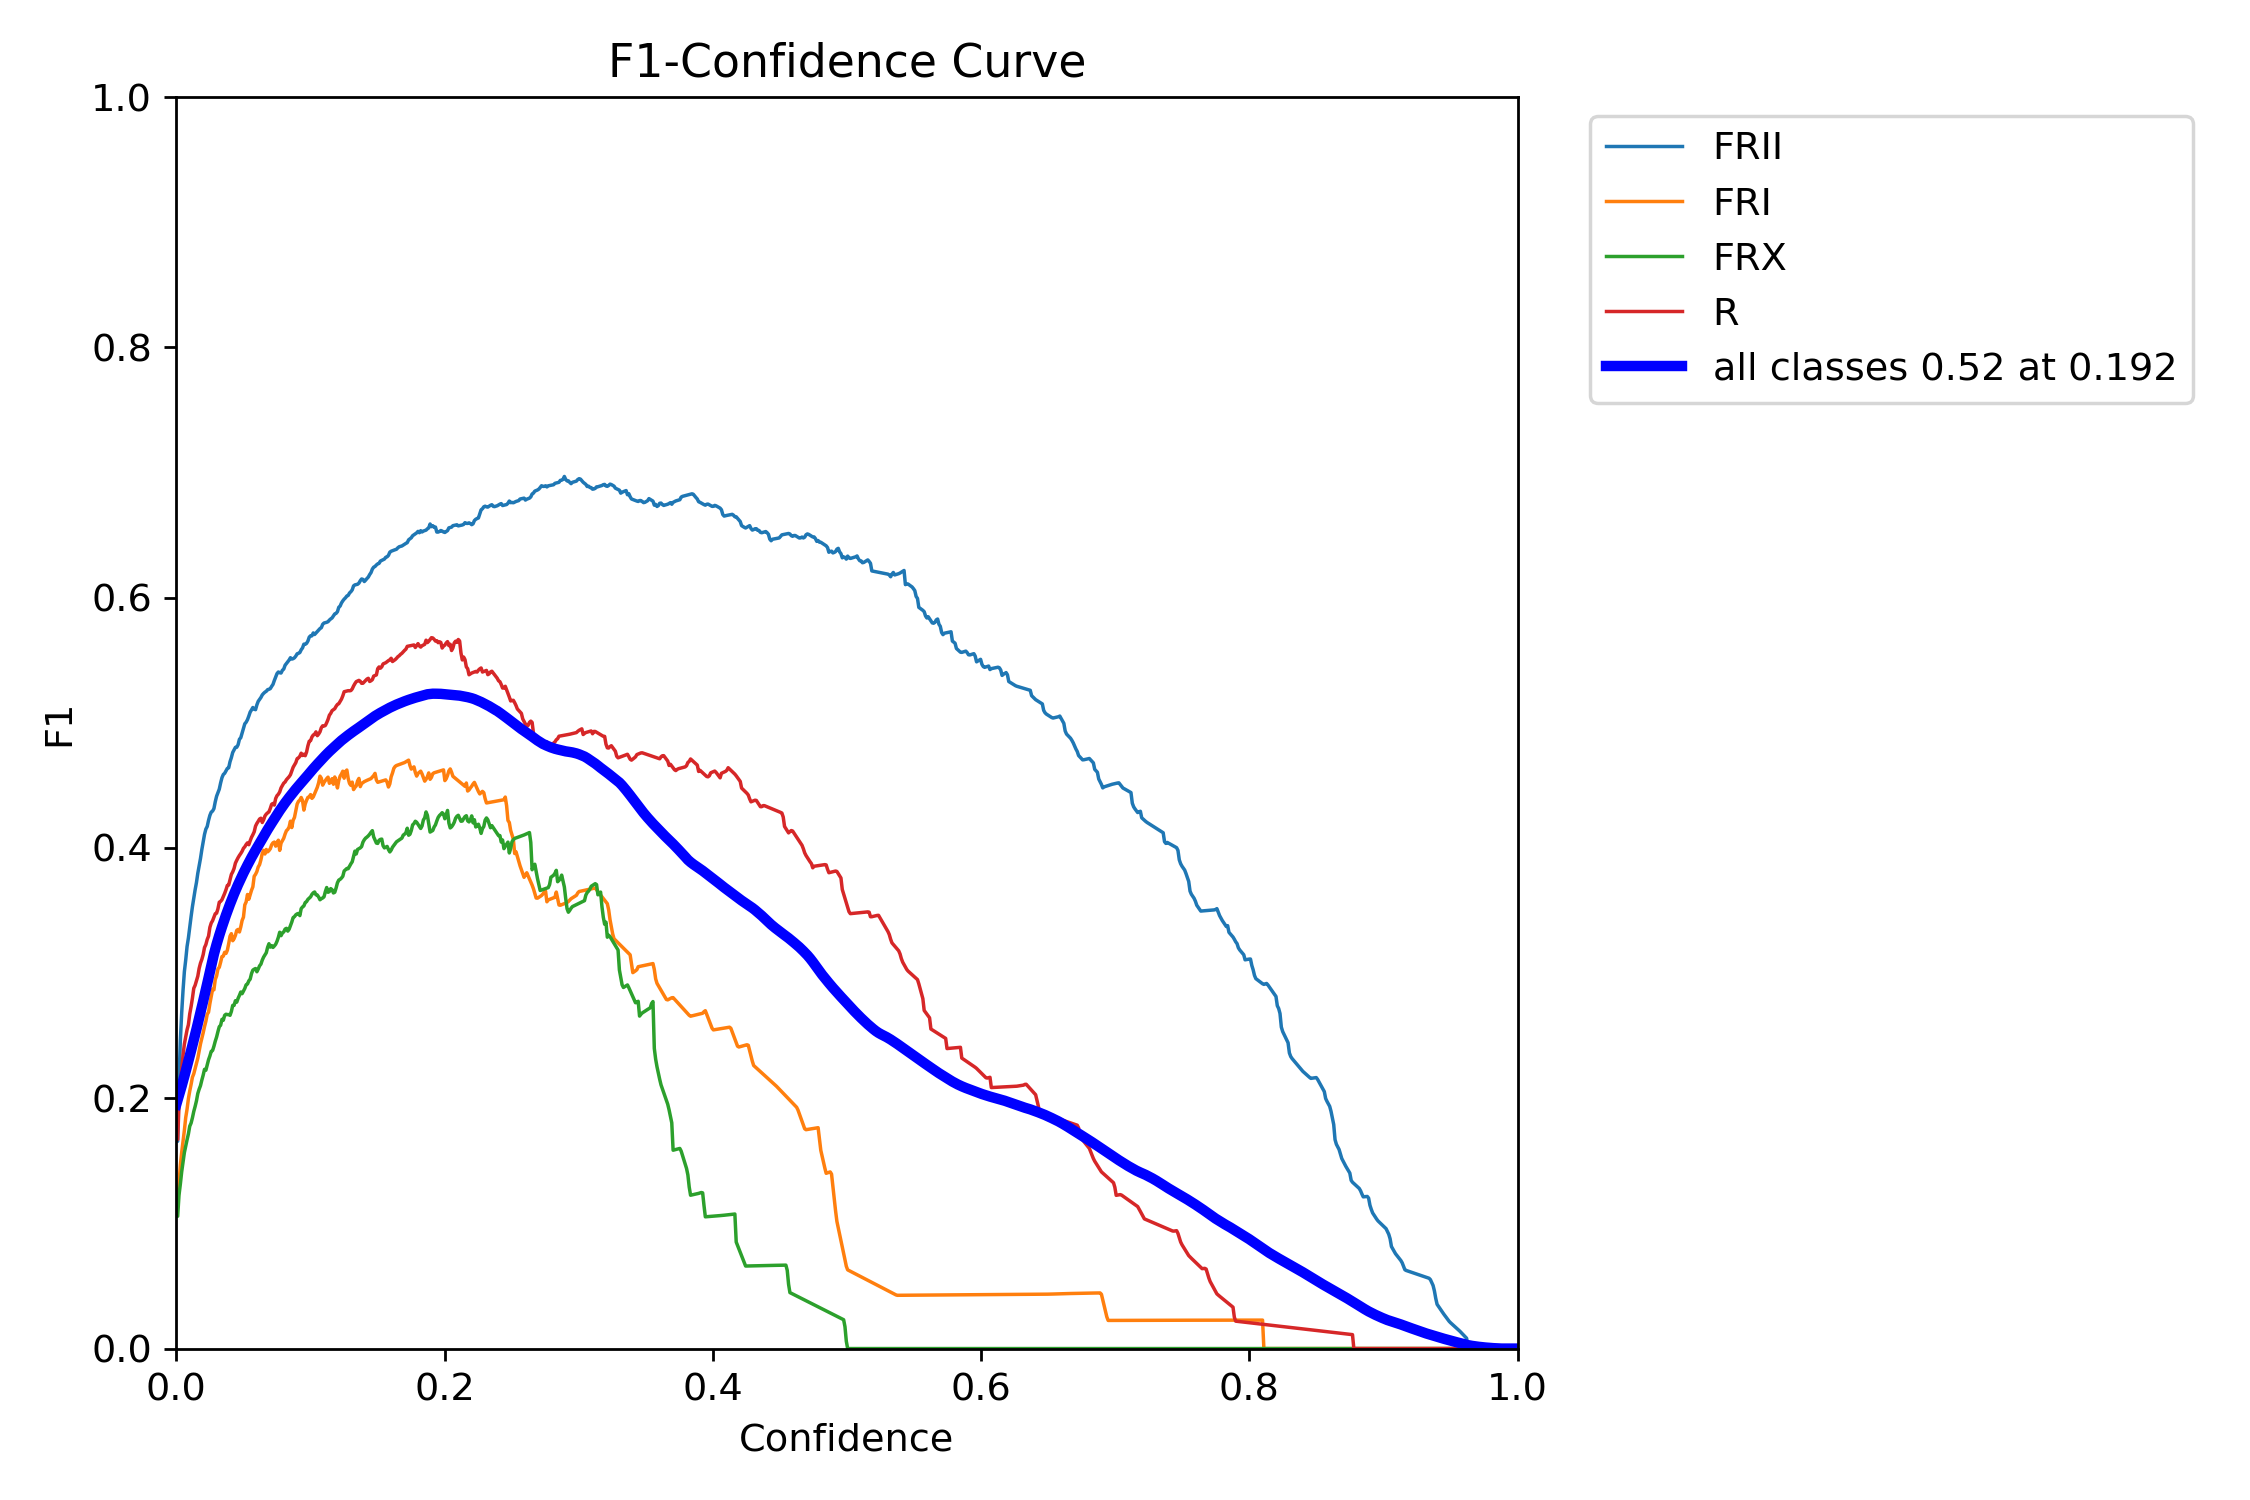 F1-Confidence Curve
1.0
0.8
0.6
0.4
0.2
0.0
F1
0.0 0.2 0.4 0.6 0.8 1.0
Confidence
FRII
FRI
FRX
R
all classes 0.52 at 0.192